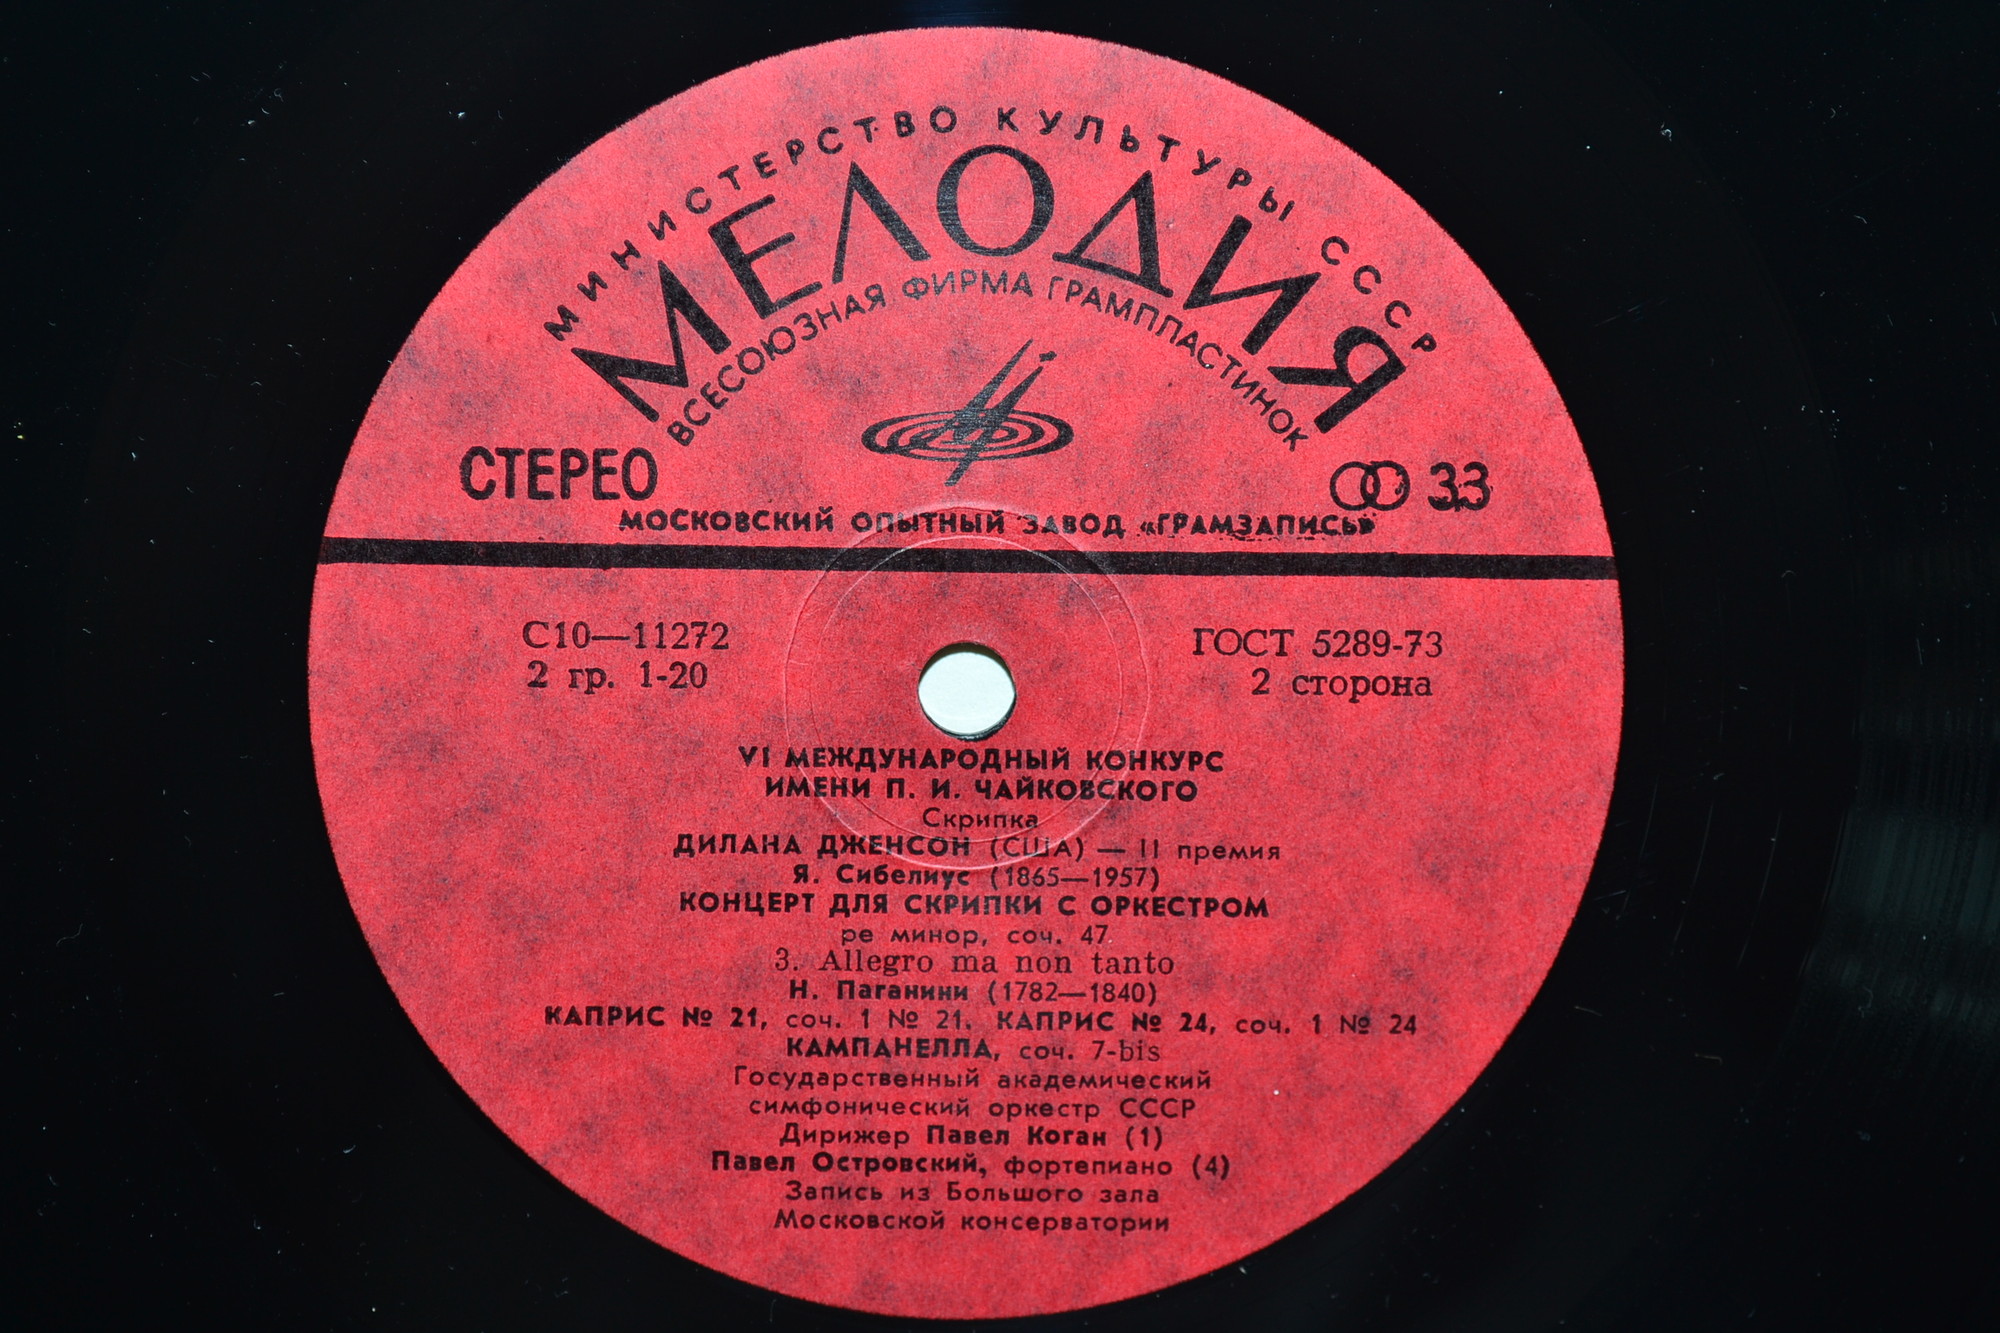 МИНИСТЕРСТВО КУЛЬТУРЫ СССР
МЕЛОДИЯ
ВСЕСОЮЗНАЯ ФИРМА ГРАМПЛАСТИНОК
СТЕРЕО
33
МОСКОВСКИЙ ОПЫТНЫЙ ЗАВОД «ГРАМЗАПИСЬ»
С10—11272
2 гр. 1-20
ГОСТ 5289-73
2 сторона
VI МЕЖДУНАРОДНЫЙ КОНКУРС
ИМЕНИ П. И. ЧАЙКОВСКОГО
Скрипка
ДИЛАНА ДЖЕНСОН (США) — II премия
Я. Сибелиус (1865—1957)
КОНЦЕРТ ДЛЯ СКРИПКИ С ОРКЕСТРОМ
ре минор, соч. 47
3. Allegro ma non tanto
Н. Паганини (1782—1840)
КАПРИС № 21, соч. 1 № 21. КАПРИС № 24, соч. 1 № 24
КАМПАНЕЛЛА, соч. 7-bis
Государственный академический
симфонический оркестр СССР
Дирижер Павел Коган (1)
Павел Островский, фортепиано (4)
Запись из Большого зала
Московской консерватории